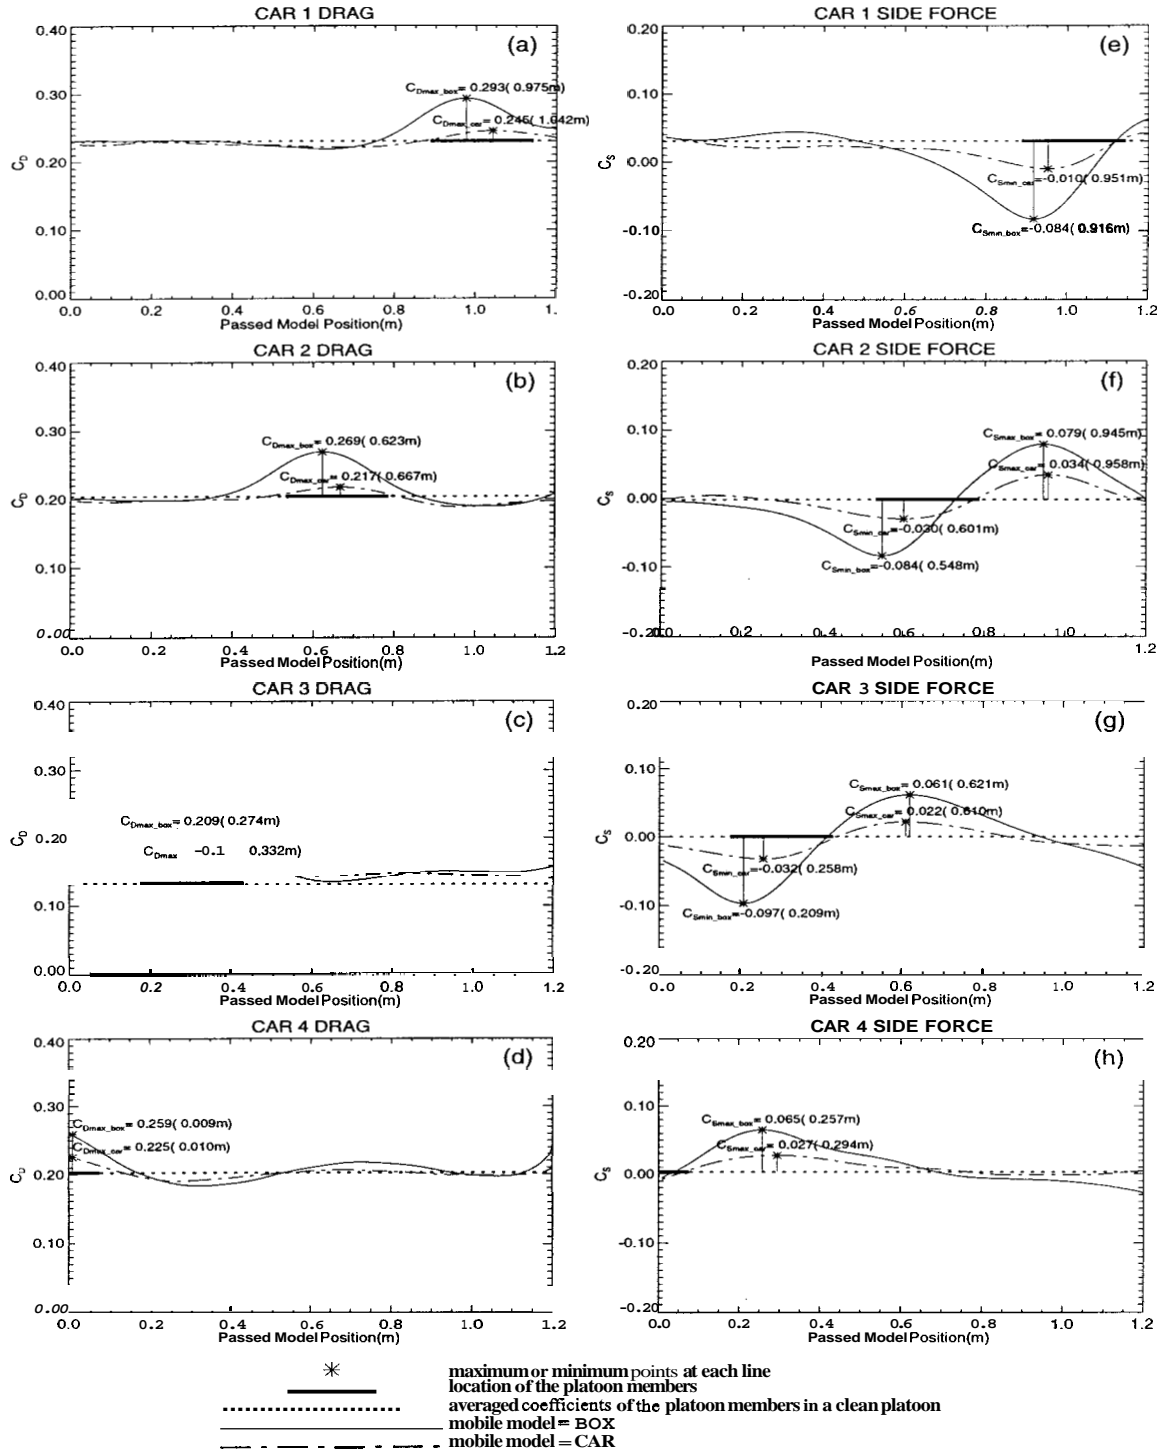 CAR 1 DRAG
(a)
0.40
0.30
0.20
0.10
0.00
C_D
C_Dmax_box= 0.293( 0.975m)
C_Dmax_car= 0.246( 1.042m)
0.0 0.2 0.4 0.6 0.8 1.0 1.
Passed Model Position(m)
CAR 1 SIDE FORCE
(e)
0.20
0.10
0.00
-0.10
-0.20
C_S
C_Smin_car=-0.010( 0.951m)
C_Smin_box=-0.084( 0.916m)
0.0 0.2 0.4 0.6 0.8 1.0 1.2
Passed Model Position(m)
CAR 2 DRAG
(b)
0.40
0.30
0.20
0.10
0.00
C_D
C_Dmax_box= 0.269( 0.623m)
C_Dmax_car= 0.217( 0.667m)
0.0 0.2 0.4 0.6 0.8 1.0 1.2
Passed Model Position(m)
CAR 2 SIDE FORCE
(f)
0.20
0.10
0.00
-0.10
-0.20
C_S
C_Smax_box= 0.079( 0.945m)
C_Smax_car= 0.034( 0.958m)
C_Smin_car=-0.030( 0.601m)
C_Smin_box=-0.084( 0.548m)
0.2 0.4 0.6 0.8 1.0 1.2
Passed Model Position(m)
CAR 3 DRAG
(c)
0.40
0.30
0.20
0.10
0.00
C_D
C_Dmax_box= 0.209( 0.274m)
C_Dmax -0.1 0.332m)
0.0 0.2 0.4 0.6 0.8 1.0 1.2
Passed Model Position(m)
CAR 3 SIDE FORCE
(g)
0.20
0.10
0.00
-0.10
-0.20
C_S
C_Smax_box= 0.061( 0.621m)
C_Smax_car= 0.022( 0.610m)
C_Smin_car=-0.032( 0.258m)
C_Smin_box=-0.097( 0.209m)
0.0 0.2 0.4 0.6 0.8 1.0 1.2
Passed Model Position(m)
CAR 4 DRAG
(d)
0.40
0.30
0.20
0.10
0.00
C_D
C_Dmax_box= 0.259( 0.009m)
C_Dmax_car= 0.225( 0.010m)
0.0 0.2 0.4 0.6 0.8 1.0 1.2
Passed Model Position(m)
CAR 4 SIDE FORCE
(h)
0.20
0.10
0.00
-0.10
-0.20
C_S
C_Smax_box= 0.065( 0.257m)
C_Smax_car= 0.027( 0.294m)
0.0 0.2 0.4 0.6 0.8 1.0 1.2
Passed Model Position(m)
maximum or minimum points at each line
location of the platoon members
averaged coefficients of the platoon members in a clean platoon
mobile model = BOX
mobile model = CAR